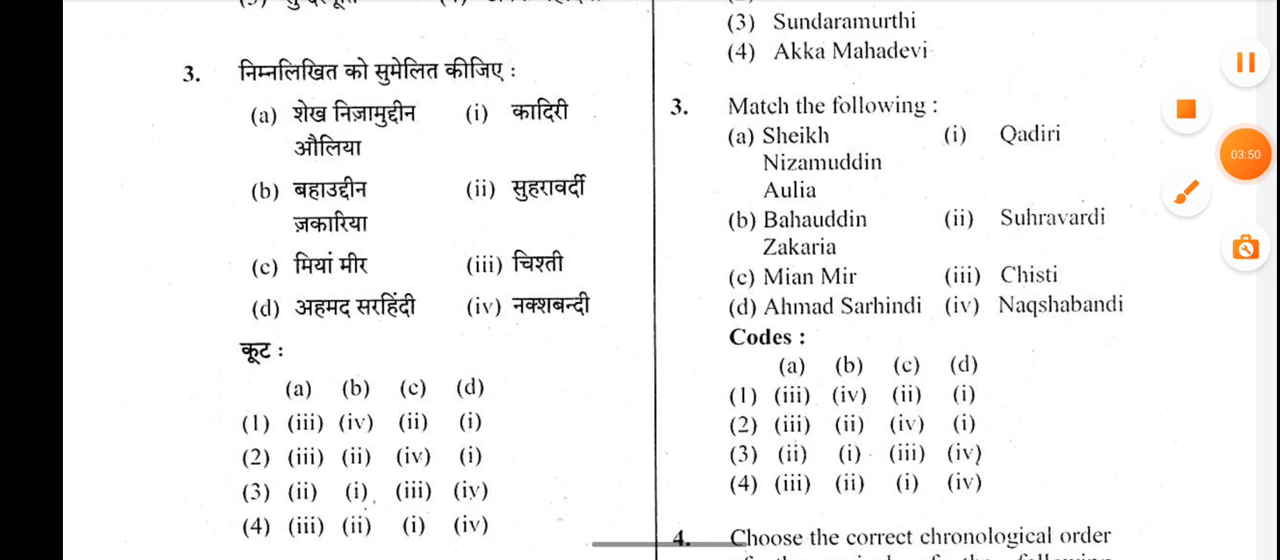 3. निम्नलिखित को सुमेलित कीजिए :
(a) शेख निज़ामुद्दीन (i) कादिरी
औलिया
(b) बहाउद्दीन (ii) सुहरावर्दी
ज़कारिया
(c) मियां मीर (iii) चिश्ती
(d) अहमद सरहिंदी (iv) नक्शबन्दी
कूट :
(a) (b) (c) (d)
(1) (iii) (iv) (ii) (i)
(2) (iii) (ii) (iv) (i)
(3) (ii) (i) (iii) (iv)
(4) (iii) (ii) (i) (iv)
(3) Sundaramurthi
(4) Akka Mahadevi
3. Match the following :
(a) Sheikh (i) Qadiri
Nizamuddin
Aulia
(b) Bahauddin (ii) Suhravardi
Zakaria
(c) Mian Mir (iii) Chisti
(d) Ahmad Sarhindi (iv) Naqshabandi
Codes :
(a) (b) (c) (d)
(1) (iii) (iv) (ii) (i)
(2) (iii) (ii) (iv) (i)
(3) (ii) (i) (iii) (iv)
(4) (iii) (ii) (i) (iv)
4. Choose the correct chronological order
03:50